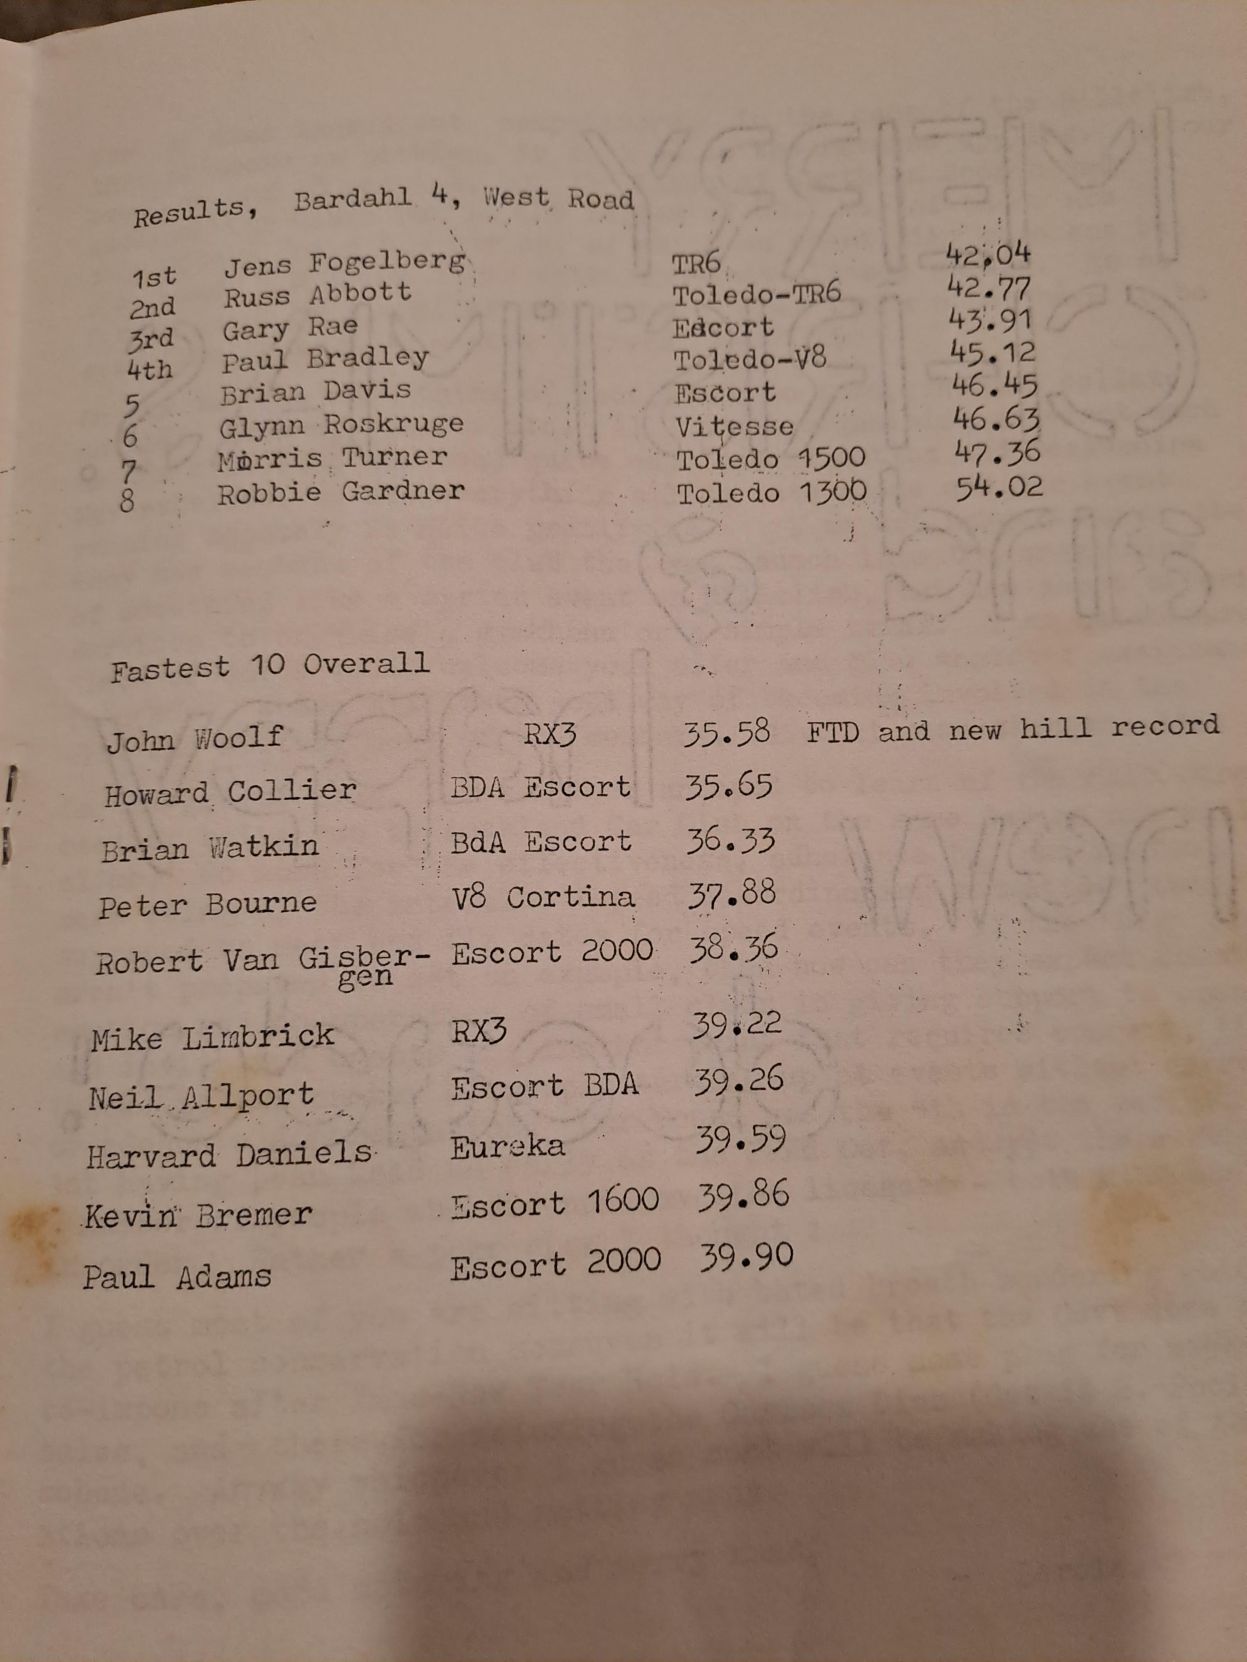 Results, Bardahl 4, West Road
1st Jens Fogelberg TR6 42.04
2nd Russ Abbott Toledo-TR6 42.77
3rd Gary Rae Edcort 43.91
4th Paul Bradley Toledo-V8 45.12
5 Brian Davis Escort 46.45
6 Glynn Roskruge Vitesse 46.63
7 Morris Turner Toledo 1500 47.36
8 Robbie Gardner Toledo 1300 54.02
Fastest 10 Overall
John Woolf RX3 35.58 FTD and new hill record
Howard Collier BDA Escort 35.65
Brian Watkin BdA Escort 36.33
Peter Bourne V8 Cortina 37.88
Robert Van Gisber- Escort 2000 38.36
gen
Mike Limbrick RX3 39.22
Neil Allport Escort BDA 39.26
Harvard Daniels Eureka 39.59
Kevin Bremer Escort 1600 39.86
Paul Adams Escort 2000 39.90